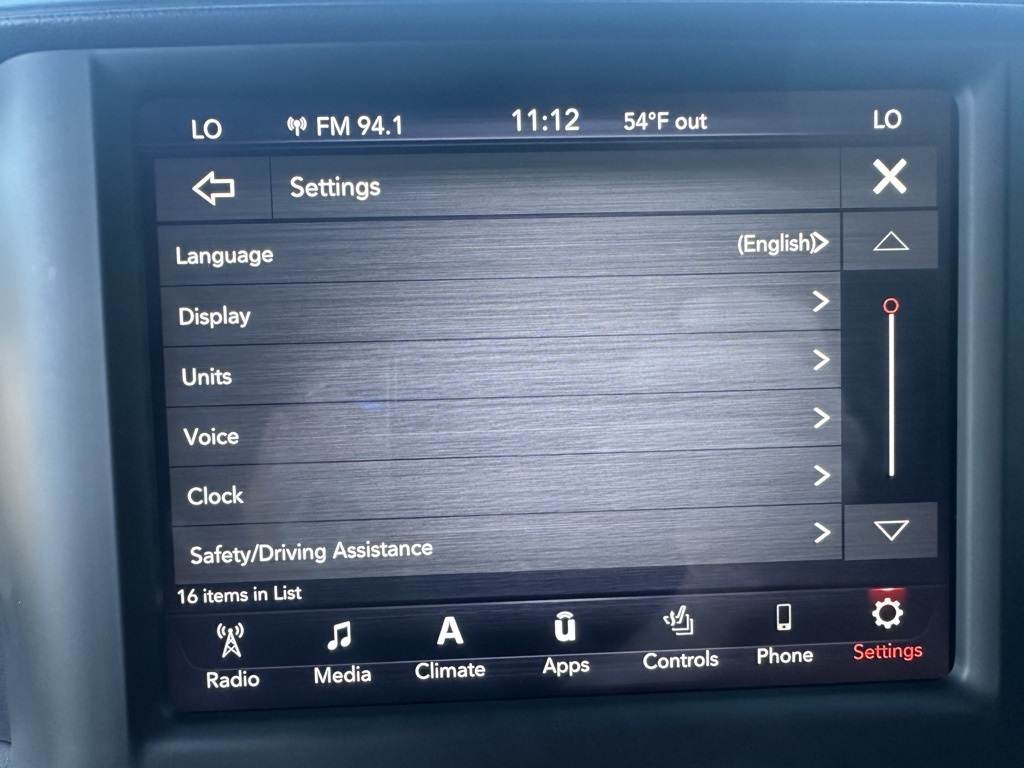 LO FM 94.1 11:12 54°F out LO
Settings
Language (English)
Display
Units
Voice
Clock
Safety/Driving Assistance
16 items in List
Radio Media Climate Apps Controls Phone Settings